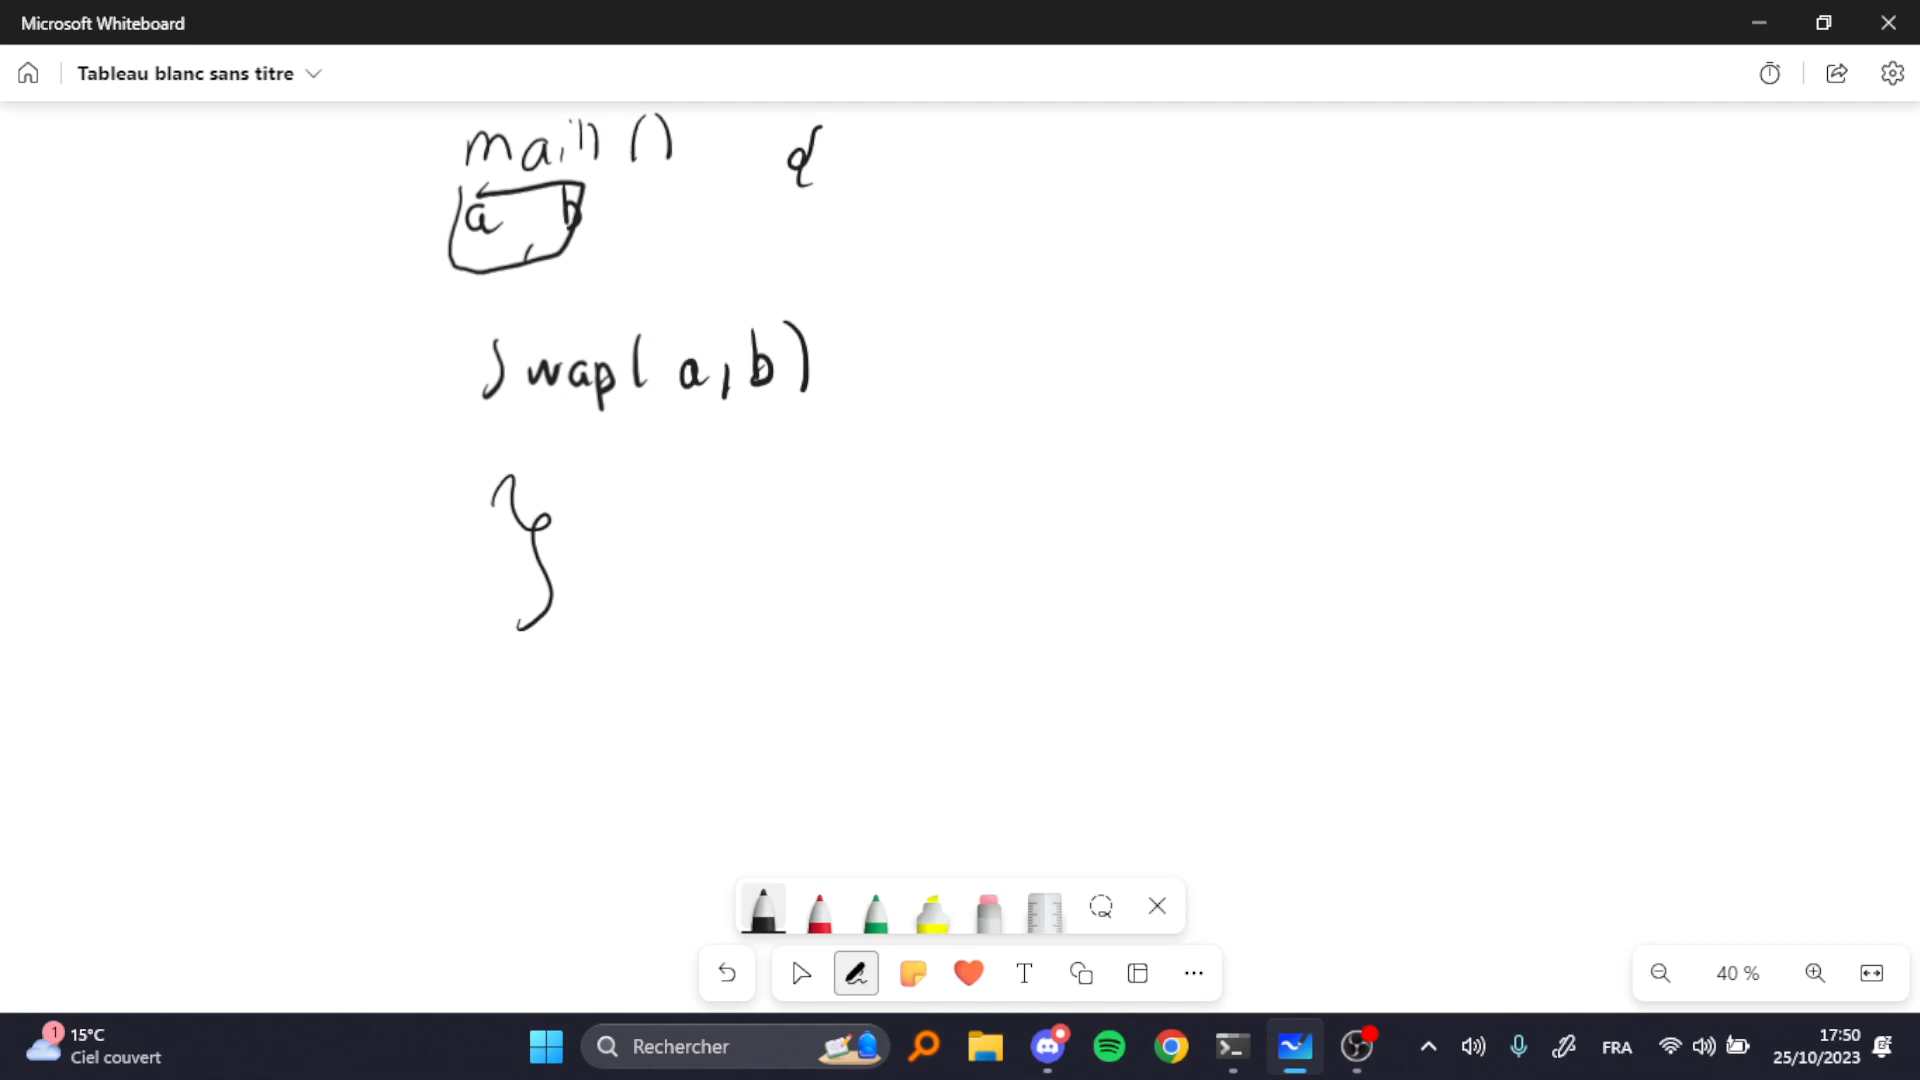 Microsoft Whiteboard
Tableau blanc sans titre
main () {
a b
swap( a, b)
}
T
40 %
1
15°C
Ciel couvert
Rechercher
FRA
17:50
25/10/2023